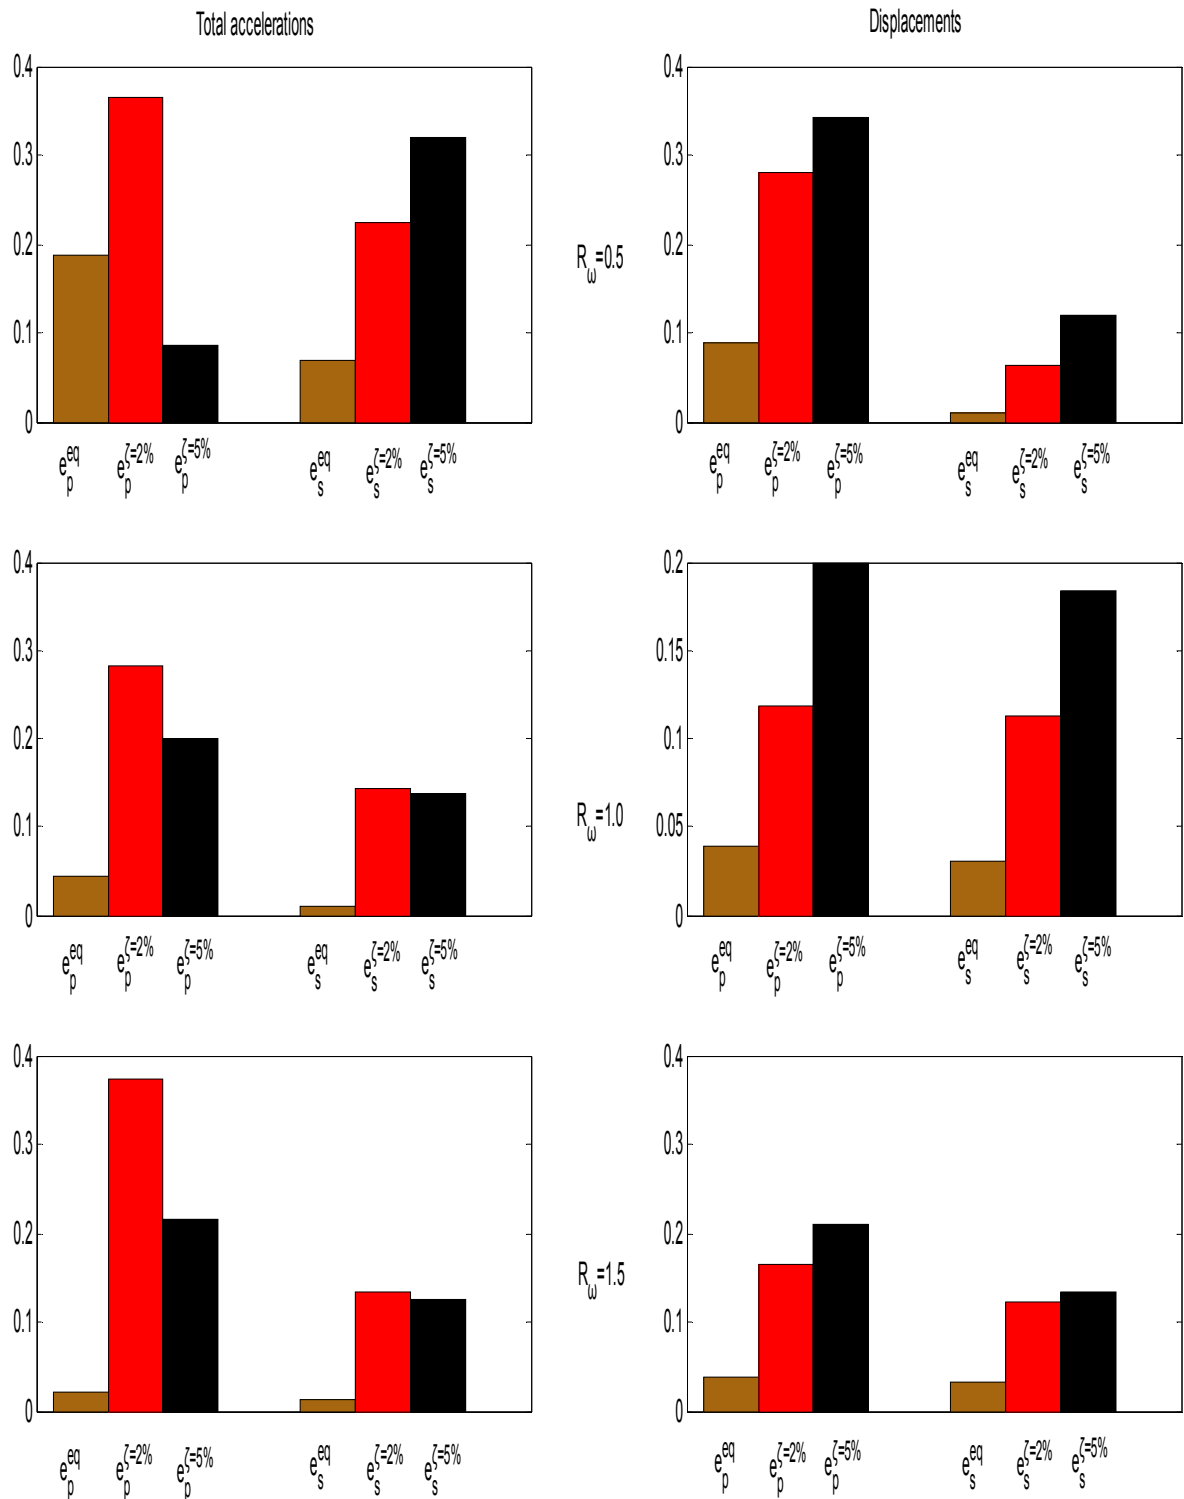 Total accelerations
Displacements
0.4
0.3
0.2
0.1
0
e_p^eq e_p^ζ=2% e_p^ζ=5% e_s^eq e_s^ζ=2% e_s^ζ=5%
R_ω=0.5
0.4
0.3
0.2
0.1
0
e_p^eq e_p^ζ=2% e_p^ζ=5% e_s^eq e_s^ζ=2% e_s^ζ=5%
0.4
0.3
0.2
0.1
0
e_p^eq e_p^ζ=2% e_p^ζ=5% e_s^eq e_s^ζ=2% e_s^ζ=5%
R_ω=1.0
0.2
0.15
0.1
0.05
0
e_p^eq e_p^ζ=2% e_p^ζ=5% e_s^eq e_s^ζ=2% e_s^ζ=5%
0.4
0.3
0.2
0.1
0
e_p^eq e_p^ζ=2% e_p^ζ=5% e_s^eq e_s^ζ=2% e_s^ζ=5%
R_ω=1.5
0.4
0.3
0.2
0.1
0
e_p^eq e_p^ζ=2% e_p^ζ=5% e_s^eq e_s^ζ=2% e_s^ζ=5%